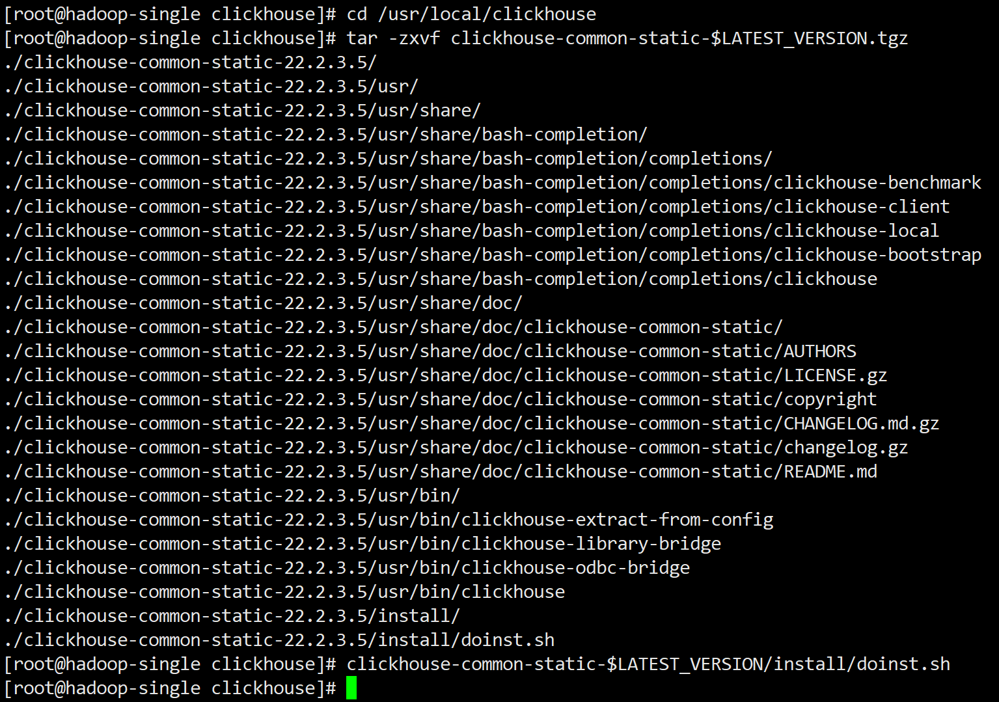 [root@hadoop-single clickhouse]# cd /usr/local/clickhouse
[root@hadoop-single clickhouse]# tar -zxvf clickhouse-common-static-$LATEST_VERSION.tgz
./clickhouse-common-static-22.2.3.5/
./clickhouse-common-static-22.2.3.5/usr/
./clickhouse-common-static-22.2.3.5/usr/share/
./clickhouse-common-static-22.2.3.5/usr/share/bash-completion/
./clickhouse-common-static-22.2.3.5/usr/share/bash-completion/completions/
./clickhouse-common-static-22.2.3.5/usr/share/bash-completion/completions/clickhouse-benchmark
./clickhouse-common-static-22.2.3.5/usr/share/bash-completion/completions/clickhouse-client
./clickhouse-common-static-22.2.3.5/usr/share/bash-completion/completions/clickhouse-local
./clickhouse-common-static-22.2.3.5/usr/share/bash-completion/completions/clickhouse-bootstrap
./clickhouse-common-static-22.2.3.5/usr/share/bash-completion/completions/clickhouse
./clickhouse-common-static-22.2.3.5/usr/share/doc/
./clickhouse-common-static-22.2.3.5/usr/share/doc/clickhouse-common-static/
./clickhouse-common-static-22.2.3.5/usr/share/doc/clickhouse-common-static/AUTHORS
./clickhouse-common-static-22.2.3.5/usr/share/doc/clickhouse-common-static/LICENSE.gz
./clickhouse-common-static-22.2.3.5/usr/share/doc/clickhouse-common-static/copyright
./clickhouse-common-static-22.2.3.5/usr/share/doc/clickhouse-common-static/CHANGELOG.md.gz
./clickhouse-common-static-22.2.3.5/usr/share/doc/clickhouse-common-static/changelog.gz
./clickhouse-common-static-22.2.3.5/usr/share/doc/clickhouse-common-static/README.md
./clickhouse-common-static-22.2.3.5/usr/bin/
./clickhouse-common-static-22.2.3.5/usr/bin/clickhouse-extract-from-config
./clickhouse-common-static-22.2.3.5/usr/bin/clickhouse-library-bridge
./clickhouse-common-static-22.2.3.5/usr/bin/clickhouse-odbc-bridge
./clickhouse-common-static-22.2.3.5/usr/bin/clickhouse
./clickhouse-common-static-22.2.3.5/install/
./clickhouse-common-static-22.2.3.5/install/doinst.sh
[root@hadoop-single clickhouse]# clickhouse-common-static-$LATEST_VERSION/install/doinst.sh
[root@hadoop-single clickhouse]#